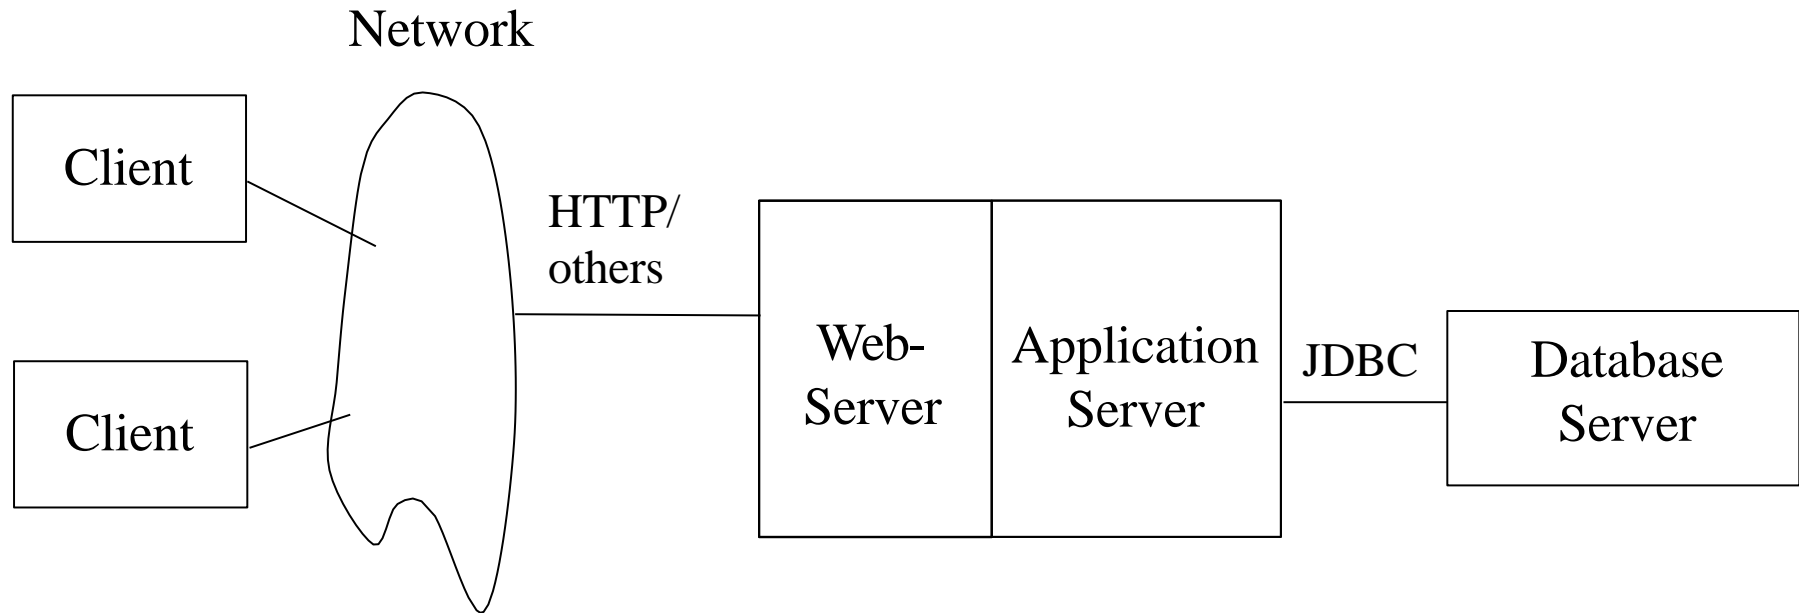 Network
Client
HTTP/
others
Client
Web-
Server
Application
Server
JDBC
Database
Server